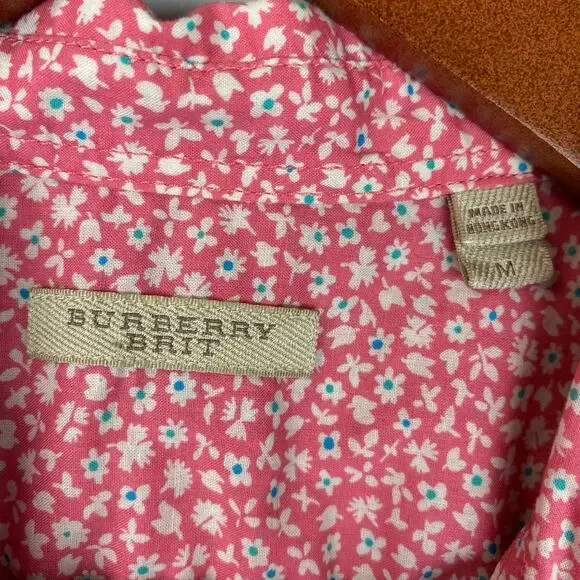 BURBERRY
BRIT
MADE IN
HONG KONG
M